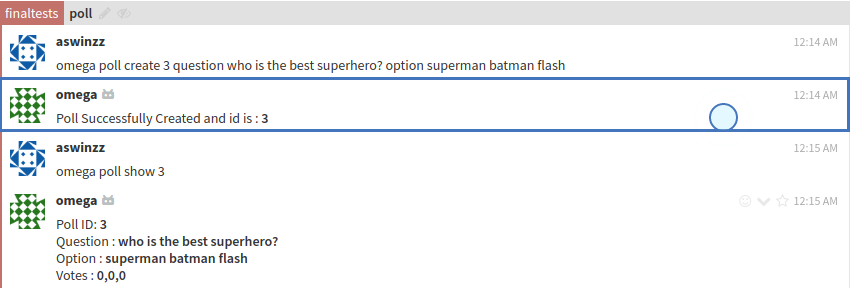 finaltests poll
aswinzz 12:14 AM
omega poll create 3 question who is the best superhero? option superman batman flash
omega 12:14 AM
Poll Successfully Created and id is : 3
aswinzz 12:15 AM
omega poll show 3
omega 12:15 AM
Poll ID: 3
Question : who is the best superhero?
Option : superman batman flash
Votes : 0,0,0